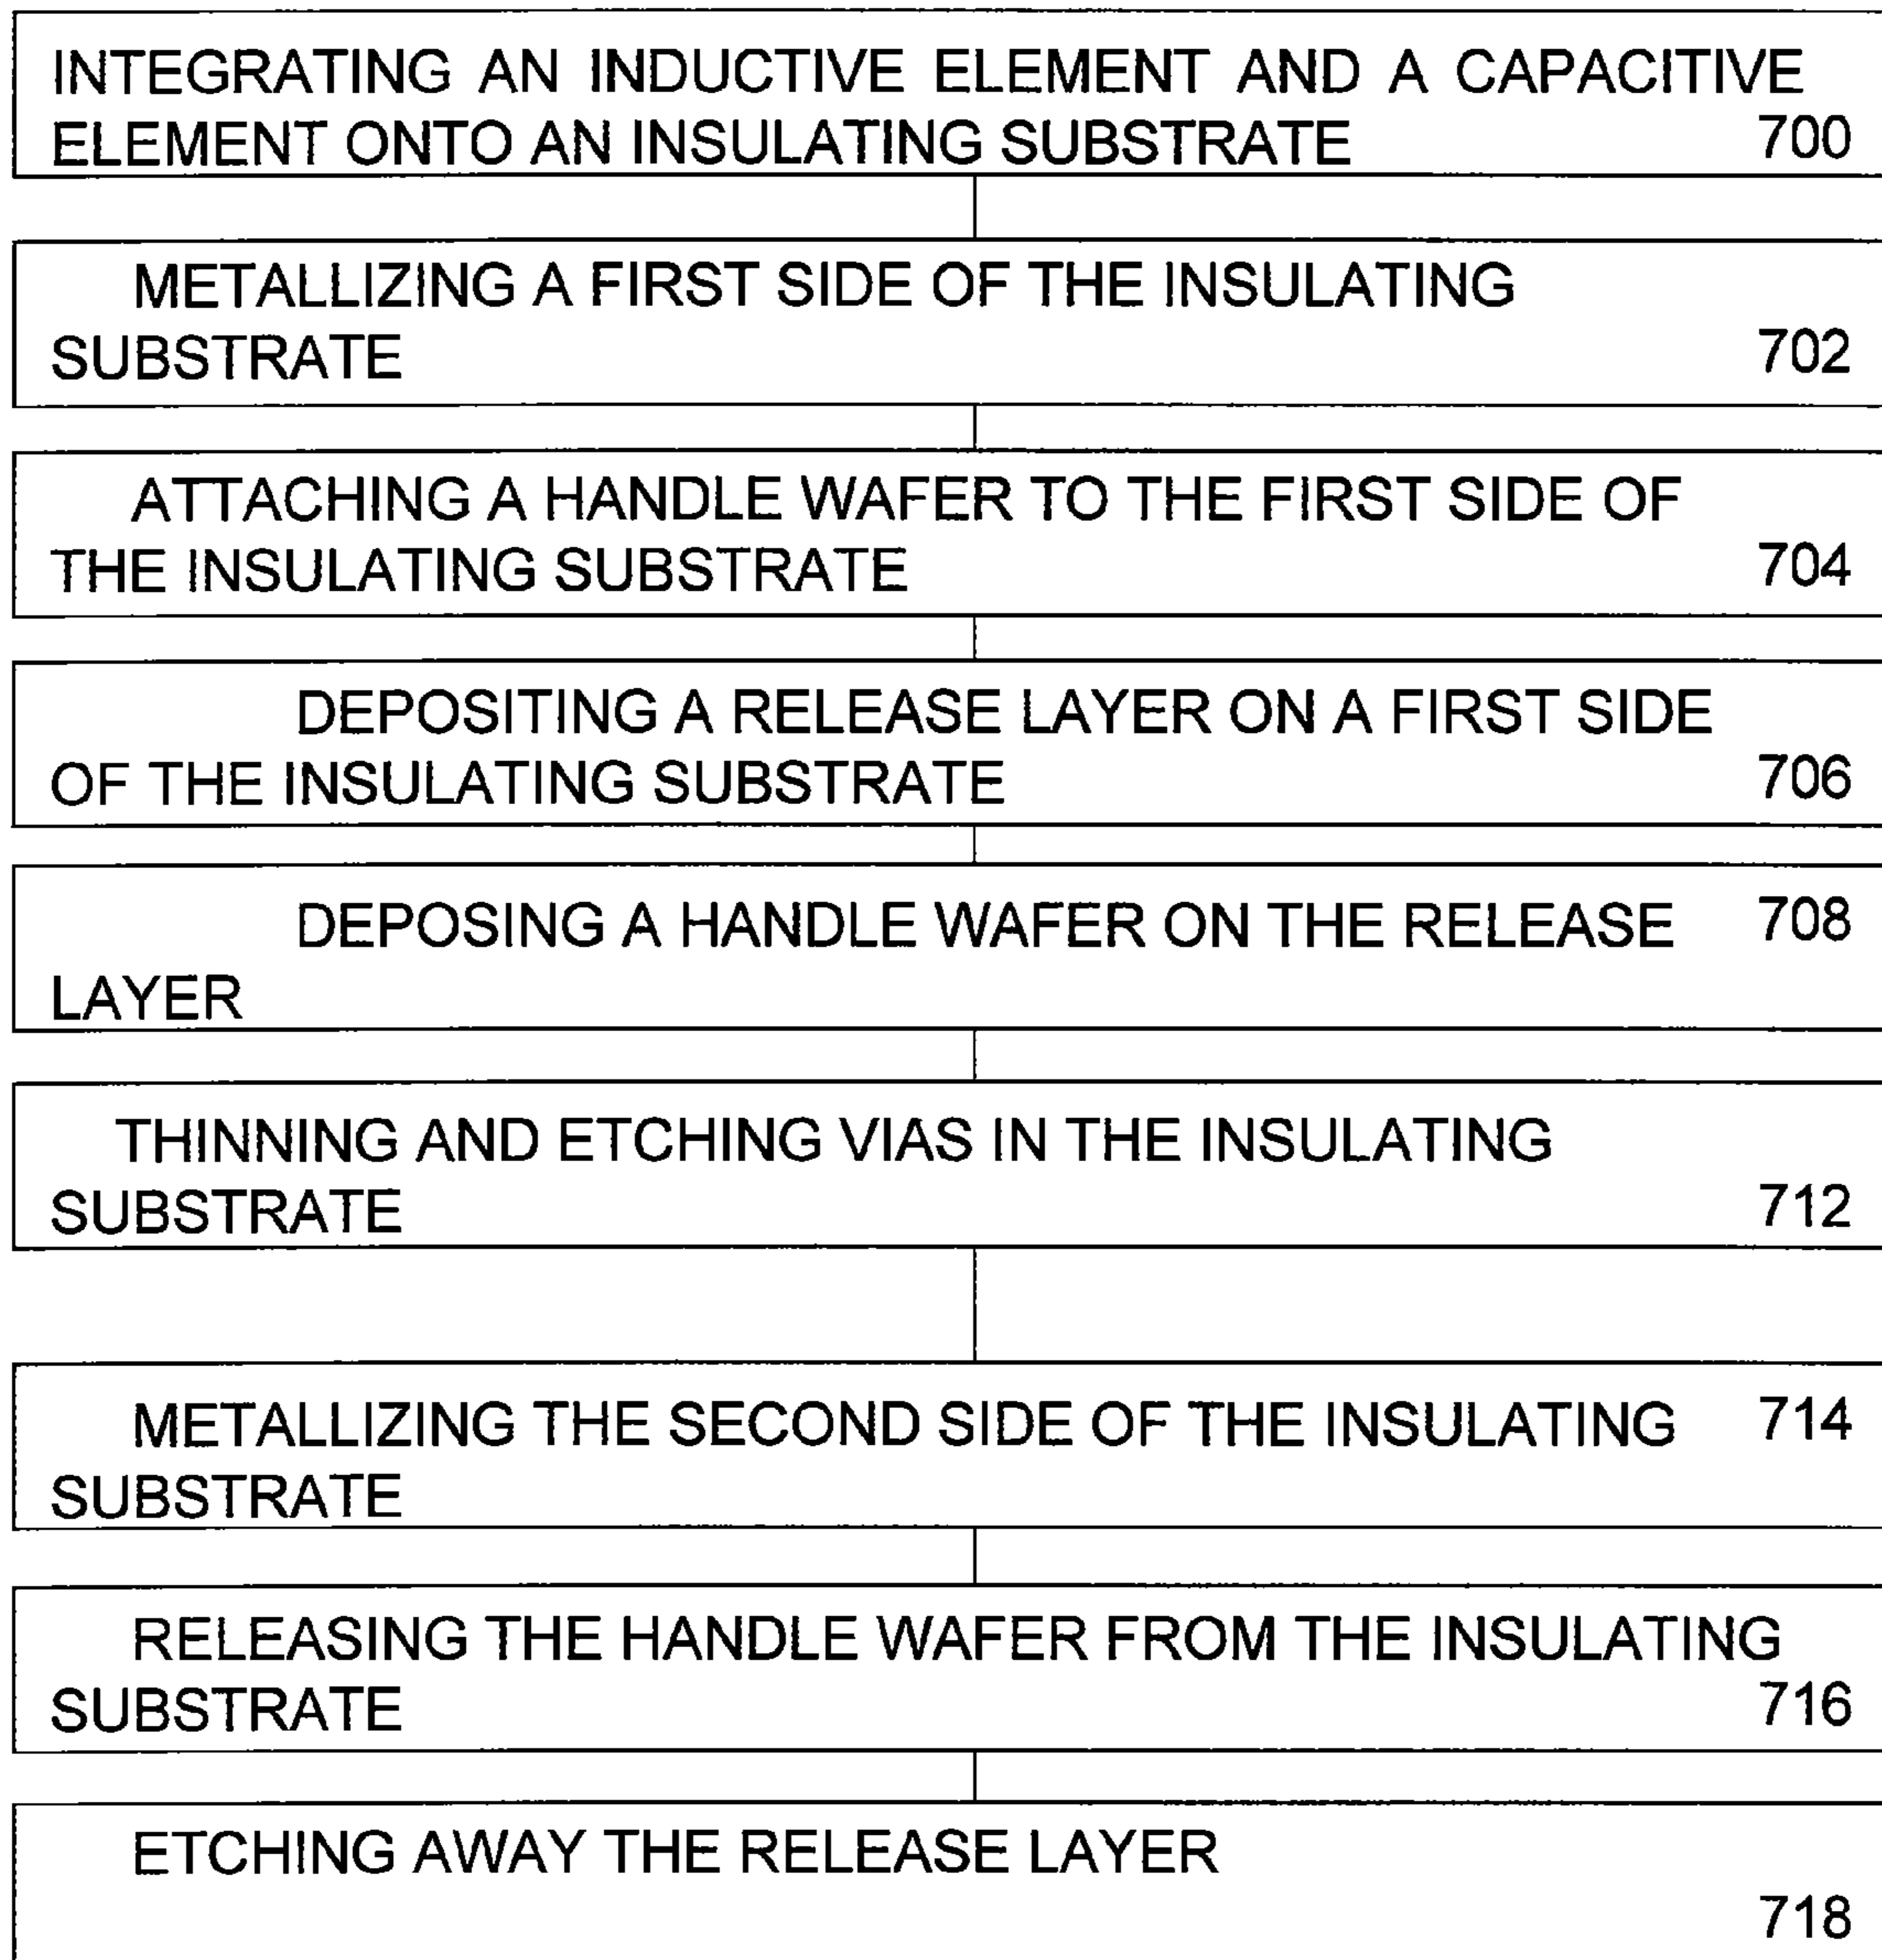 INTEGRATING AN INDUCTIVE ELEMENT AND A CAPACITIVE
ELEMENT ONTO AN INSULATING SUBSTRATE 700
METALLIZING A FIRST SIDE OF THE INSULATING
SUBSTRATE 702
ATTACHING A HANDLE WAFER TO THE FIRST SIDE OF
THE INSULATING SUBSTRATE 704
DEPOSITING A RELEASE LAYER ON A FIRST SIDE
OF THE INSULATING SUBSTRATE 706
DEPOSING A HANDLE WAFER ON THE RELEASE 708
LAYER
THINNING AND ETCHING VIAS IN THE INSULATING
SUBSTRATE 712
METALLIZING THE SECOND SIDE OF THE INSULATING 714
SUBSTRATE
RELEASING THE HANDLE WAFER FROM THE INSULATING
SUBSTRATE 716
ETCHING AWAY THE RELEASE LAYER
718